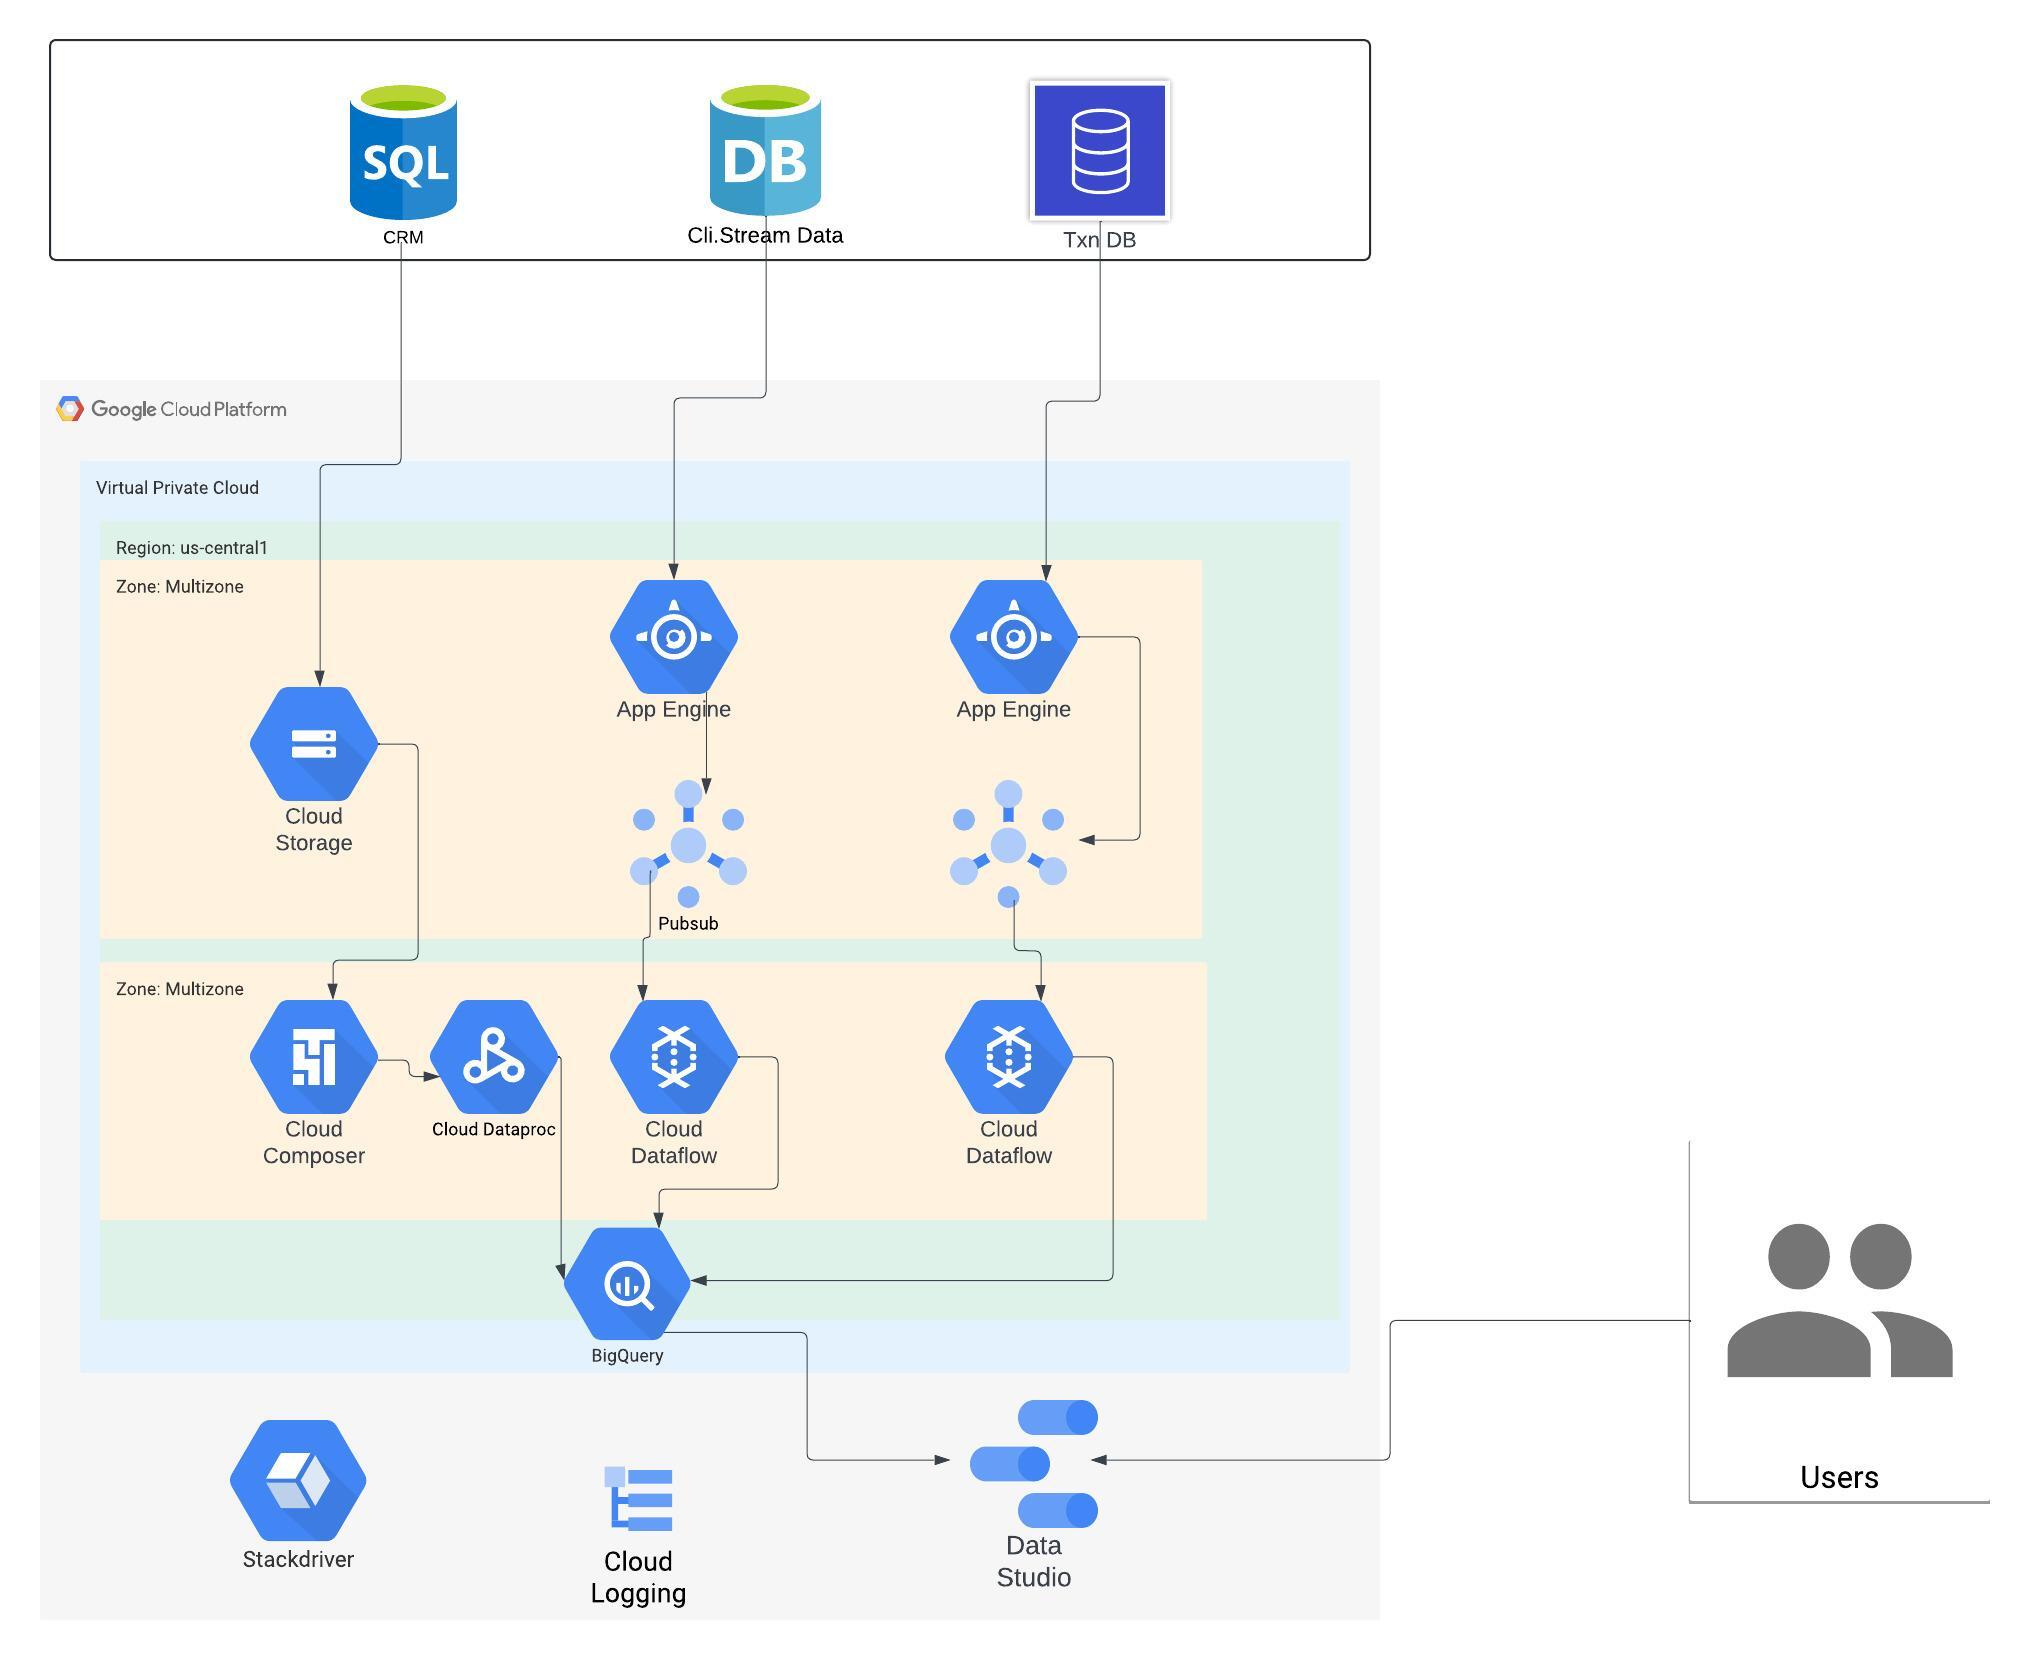 SQL
DB
CRM
Cli.Stream Data
Txn DB
Google Cloud Platform
Virtual Private Cloud
Region: us-central1
Zone: Multizone
App Engine
App Engine
Cloud
Storage
Pubsub
Zone: Multizone
Cloud
Composer
Cloud Dataproc
Cloud
Dataflow
Cloud
Dataflow
BigQuery
Stackdriver
Cloud
Logging
Data
Studio
Users